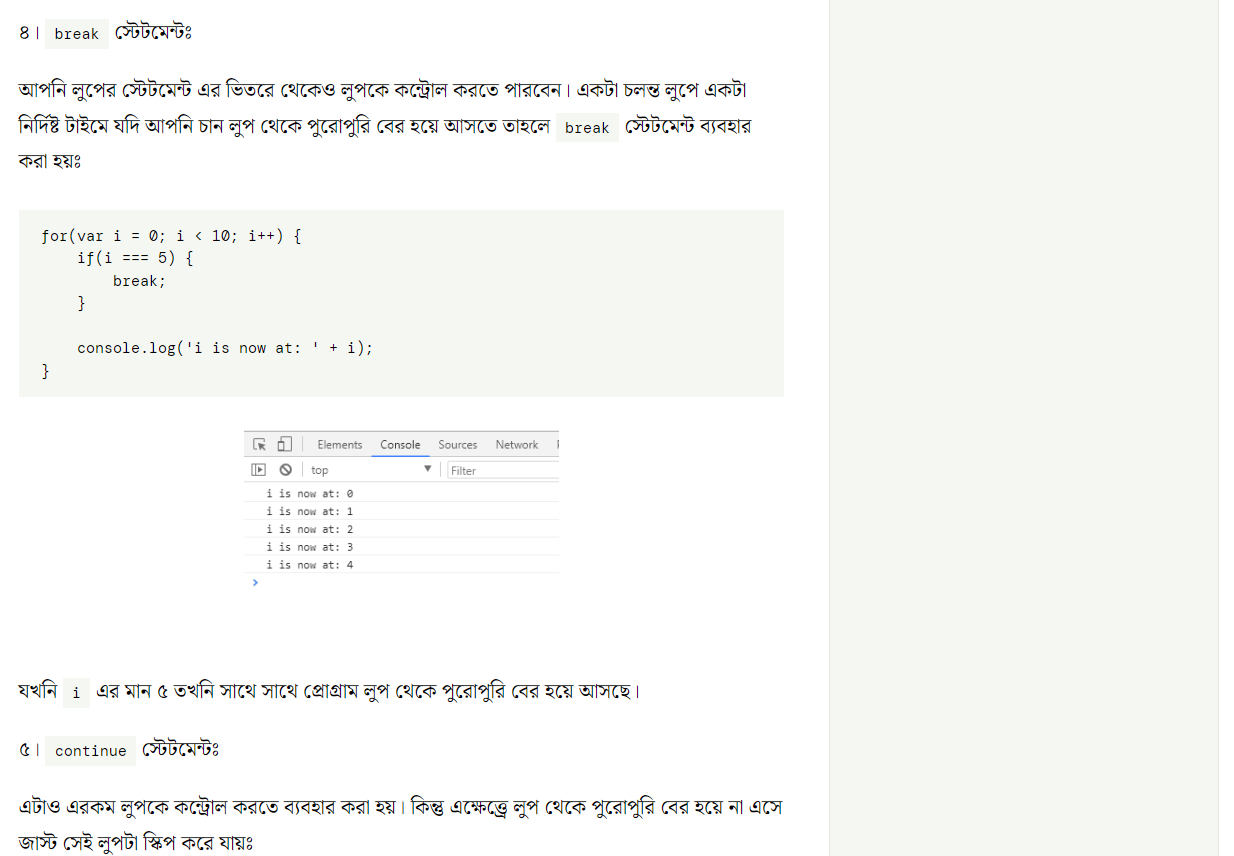 ৪। break স্টেটমেন্টঃ
আপনি লুপের স্টেটমেন্ট এর ভিতরে থেকেও লুপকে কন্ট্রোল করতে পারবেন। একটা চলন্ত লুপে একটা
নির্দিষ্ট টাইমে যদি আপনি চান লুপ থেকে পুরোপুরি বের হয়ে আসতে তাহলে break স্টেটমেন্ট ব্যবহার
করা হয়ঃ
for(var i = 0; i < 10; i++) {
    if(i === 5) {
        break;
    }
    console.log('i is now at: ' + i);
}
Elements Console Sources Network
top ▼ Filter
i is now at: 0
i is now at: 1
i is now at: 2
i is now at: 3
i is now at: 4
>
যখনি i এর মান ৫ তখনি সাথে সাথে প্রোগ্রাম লুপ থেকে পুরোপুরি বের হয়ে আসছে।
৫। continue স্টেটমেন্টঃ
এটাও এরকম লুপকে কন্ট্রোল করতে ব্যবহার করা হয়। কিন্তু এক্ষেত্ত্রে লুপ থেকে পুরোপুরি বের হয়ে না এসে
জাস্ট সেই লুপটা স্কিপ করে যায়ঃ